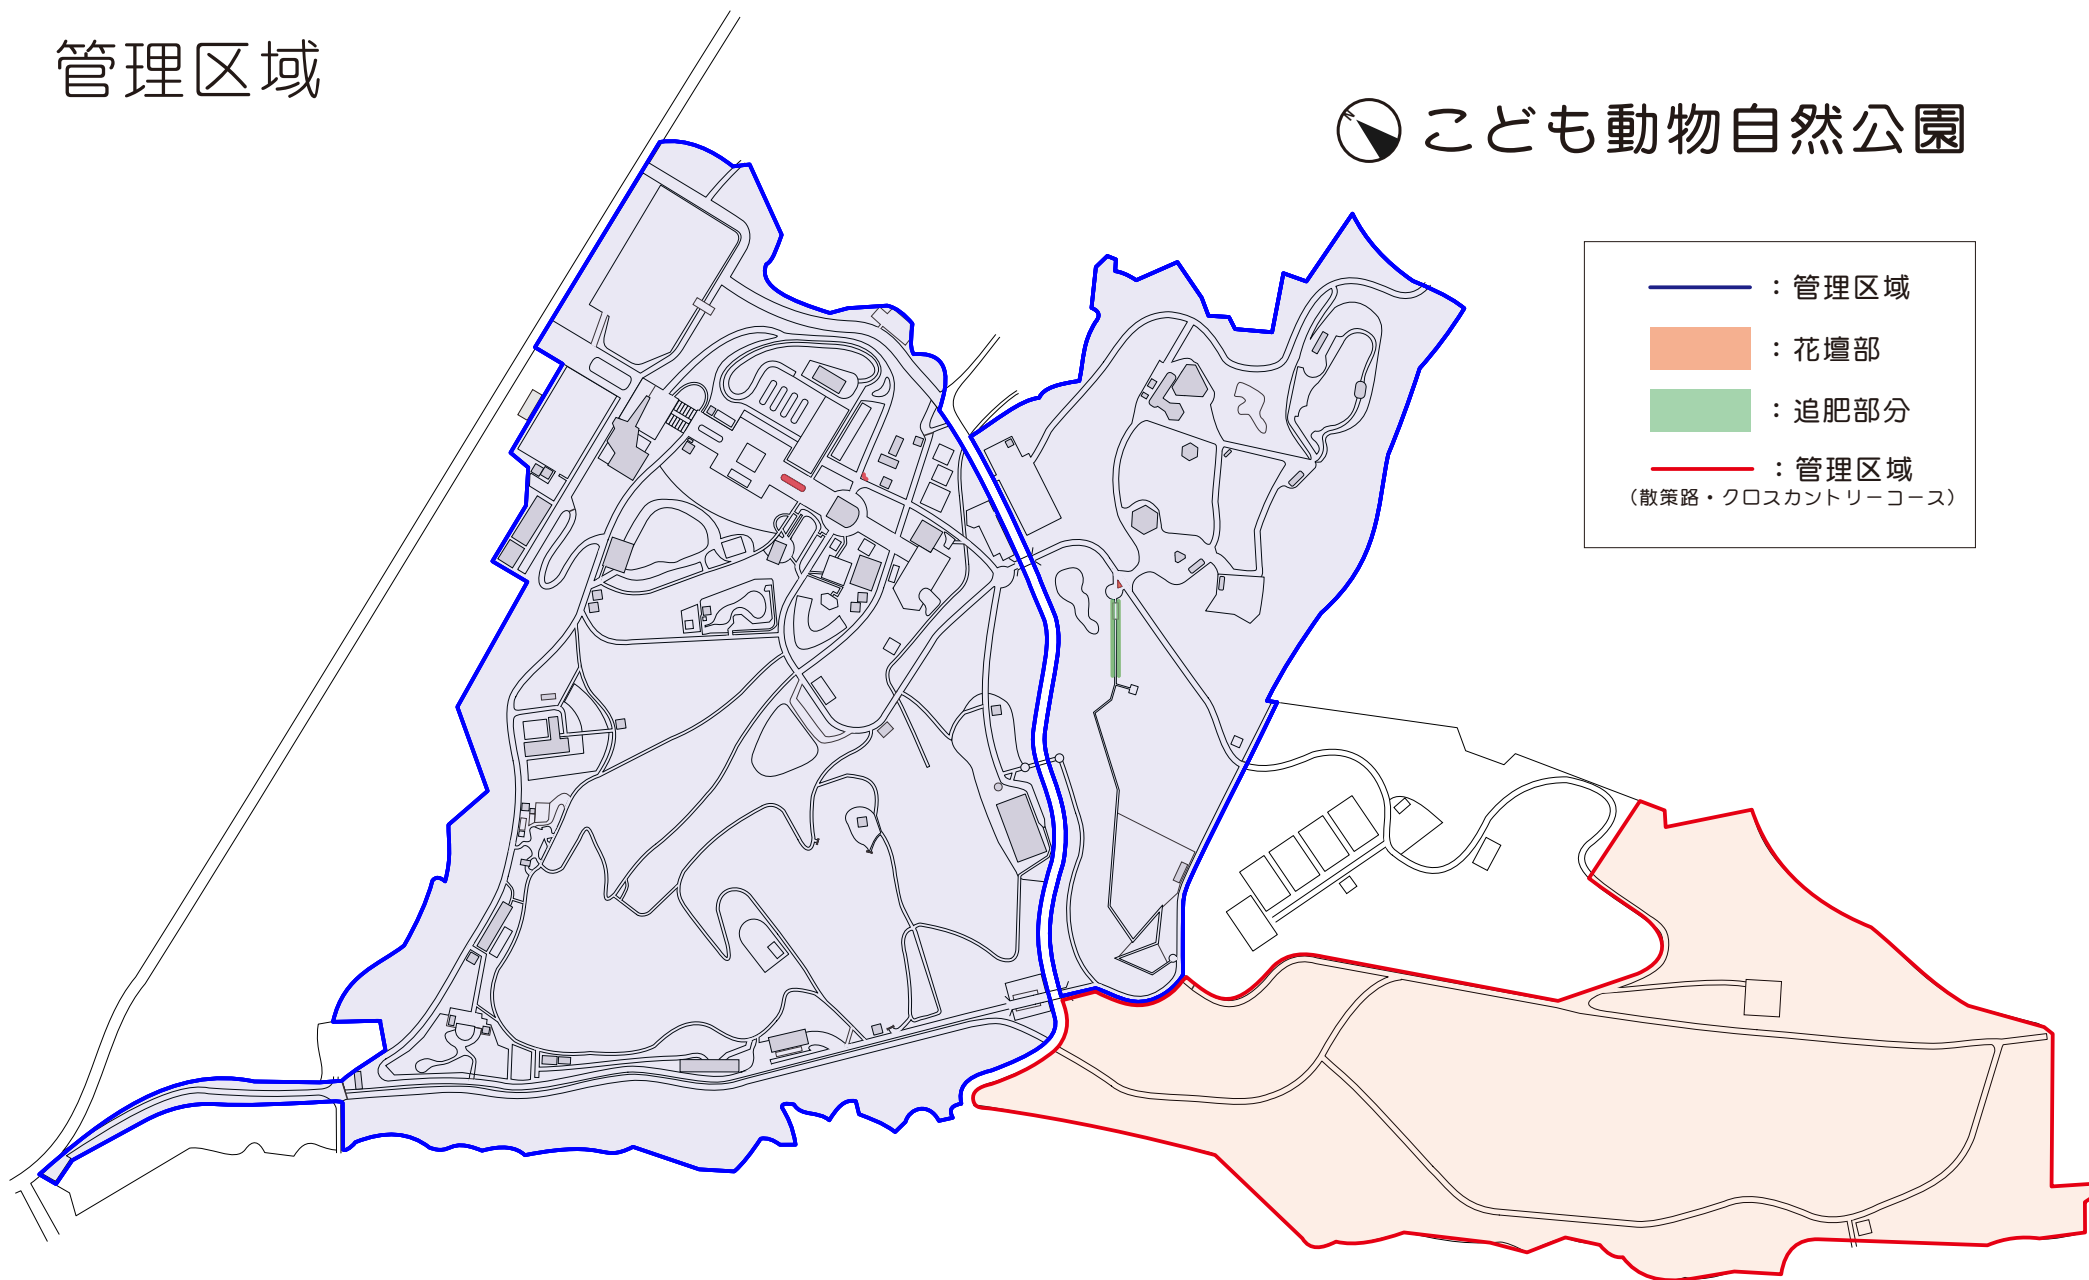 管理区域
N
こども動物自然公園
：管理区域
：花壇部
：追肥部分
：管理区域
（散策路・クロスカントリーコース）